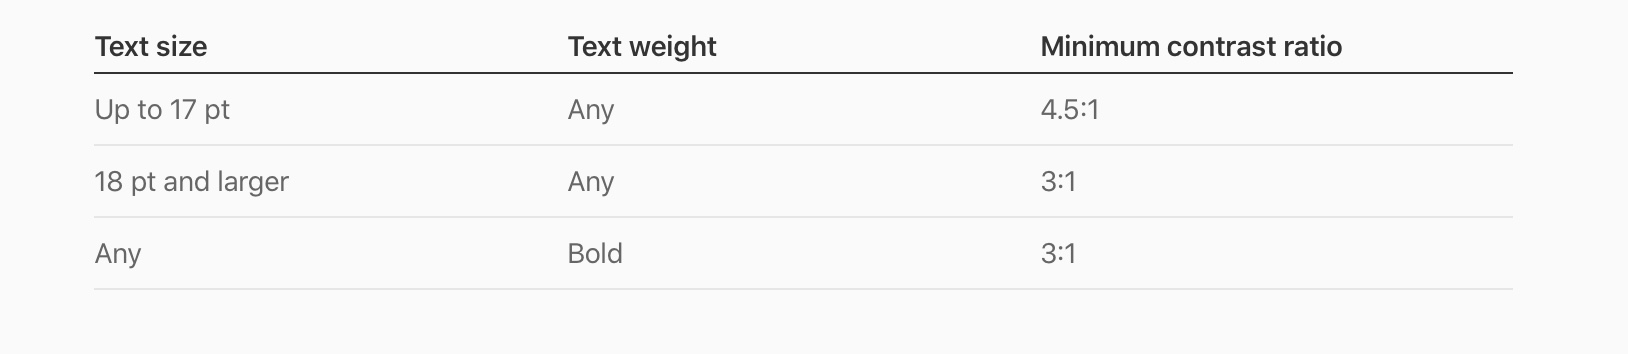 Text size Text weight Minimum contrast ratio
Up to 17 pt Any 4.5:1
18 pt and larger Any 3:1
Any Bold 3:1